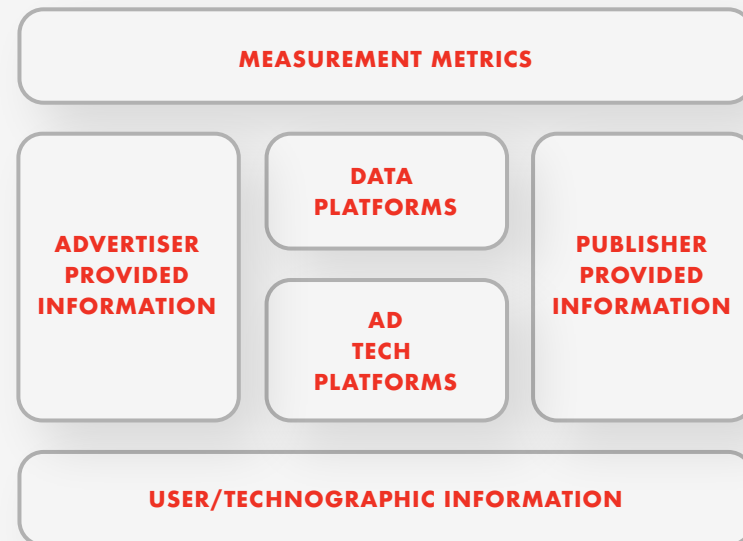 MEASUREMENT METRICS
ADVERTISER
PROVIDED
INFORMATION
DATA
PLATFORMS
AD
TECH
PLATFORMS
PUBLISHER
PROVIDED
INFORMATION
USER/TECHNOGRAPHIC INFORMATION